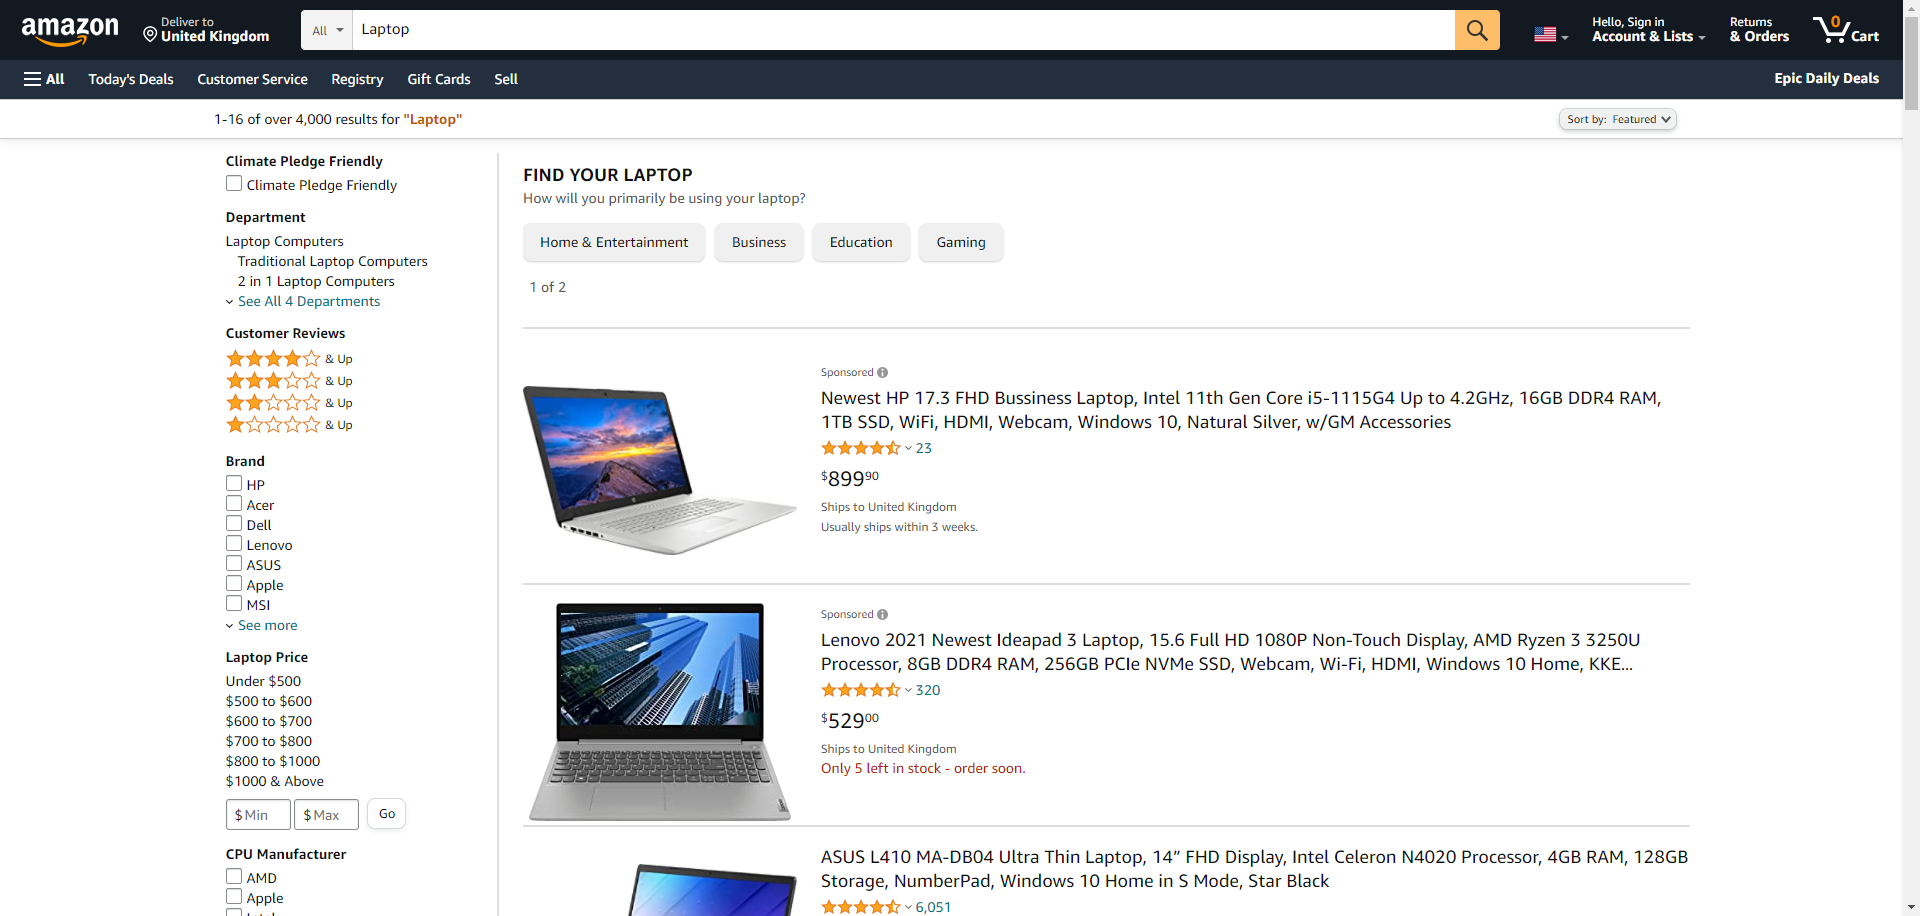 amazon
Deliver to
United Kingdom
All
Laptop
Hello, Sign in
Account & Lists
Returns
& Orders
0
Cart
All
Today's Deals
Customer Service
Registry
Gift Cards
Sell
Epic Daily Deals
1-16 of over 4,000 results for "Laptop"
Sort by: Featured
Climate Pledge Friendly
Climate Pledge Friendly
Department
Laptop Computers
Traditional Laptop Computers
2 in 1 Laptop Computers
See All 4 Departments
Customer Reviews
& Up
& Up
& Up
& Up
Brand
HP
Acer
Dell
Lenovo
ASUS
Apple
MSI
See more
Laptop Price
Under $500
$500 to $600
$600 to $700
$700 to $800
$800 to $1000
$1000 & Above
$ Min
$ Max
Go
CPU Manufacturer
AMD
Apple
FIND YOUR LAPTOP
How will you primarily be using your laptop?
Home & Entertainment
Business
Education
Gaming
1 of 2
Sponsored
Newest HP 17.3 FHD Bussiness Laptop, Intel 11th Gen Core i5-1115G4 Up to 4.2GHz, 16GB DDR4 RAM,
1TB SSD, WiFi, HDMI, Webcam, Windows 10, Natural Silver, w/GM Accessories
23
$89990
Ships to United Kingdom
Usually ships within 3 weeks.
Sponsored
Lenovo 2021 Newest Ideapad 3 Laptop, 15.6 Full HD 1080P Non-Touch Display, AMD Ryzen 3 3250U
Processor, 8GB DDR4 RAM, 256GB PCIe NVMe SSD, Webcam, Wi-Fi, HDMI, Windows 10 Home, KKE...
320
$52900
Ships to United Kingdom
Only 5 left in stock - order soon.
ASUS L410 MA-DB04 Ultra Thin Laptop, 14” FHD Display, Intel Celeron N4020 Processor, 4GB RAM, 128GB
Storage, NumberPad, Windows 10 Home in S Mode, Star Black
6,051